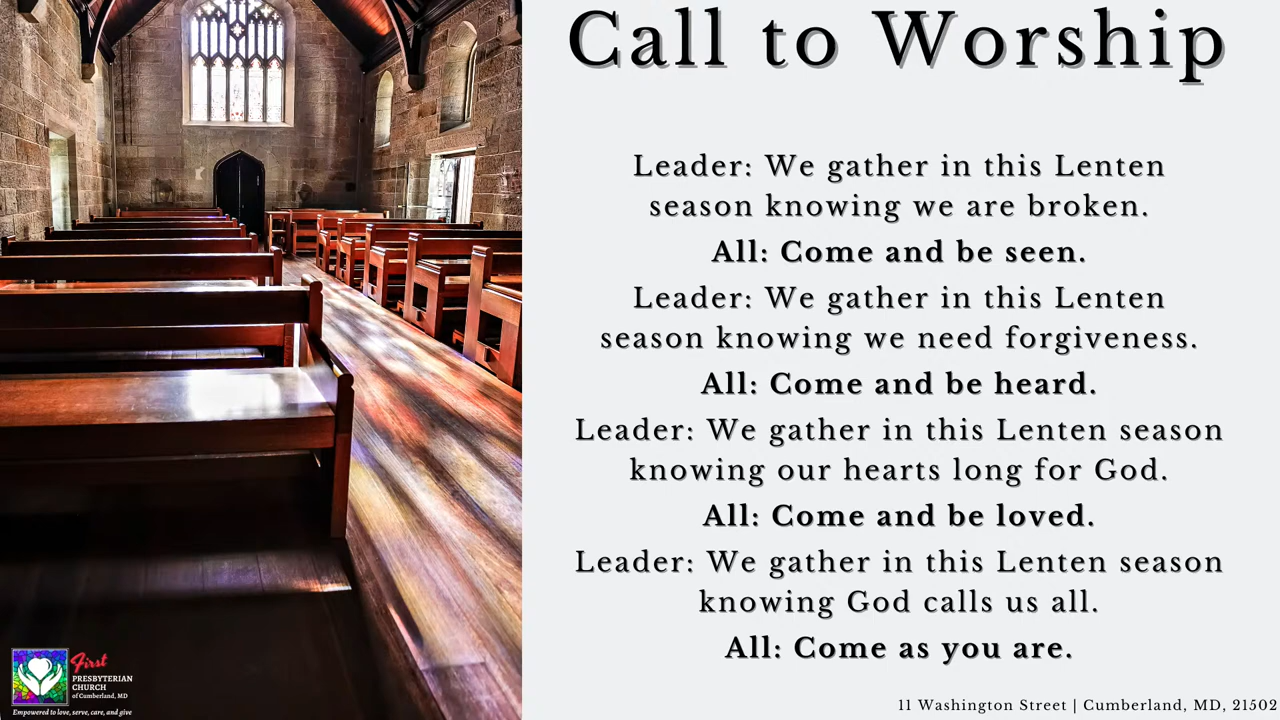 Call to Worship
Leader: We gather in this Lenten
season knowing we are broken.
All: Come and be seen.
Leader: We gather in this Lenten
season knowing we need forgiveness.
All: Come and be heard.
Leader: We gather in this Lenten season
knowing our hearts long for God.
All: Come and be loved.
Leader: We gather in this Lenten season
knowing God calls us all.
All: Come as you are.
First
PRESBYTERIAN
CHURCH
of Cumberland, MD
Empowered to love, serve, care, and give
11 Washington Street | Cumberland, MD, 21502